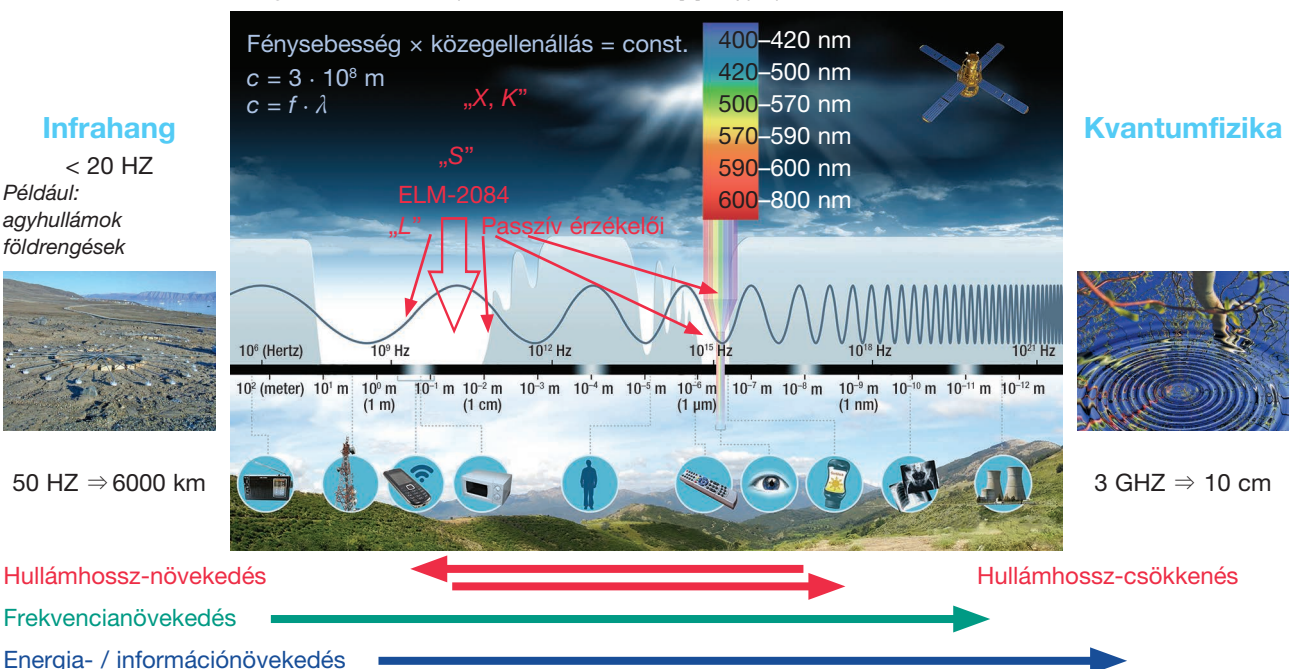 Fénysebesség × közegellenállás = const.
c = 3 · 10⁸ m
c = f · λ
„X, K”
„S”
ELM-2084
„L”
Passzív érzékelői
400–420 nm
420–500 nm
500–570 nm
570–590 nm
590–600 nm
600–800 nm
Infrahang
< 20 HZ
Például:
agyhullámok
földrengések
50 HZ ⇒ 6000 km
Kvantumfizika
3 GHZ ⇒ 10 cm
10⁶ (Hertz) 10⁹ Hz 10¹² Hz 10¹⁵ Hz 10¹⁸ Hz 10²¹ Hz
10² (meter) 10¹ m 10⁰ m 10⁻¹ m 10⁻² m 10⁻³ m 10⁻⁴ m 10⁻⁵ m 10⁻⁶ m 10⁻⁷ m 10⁻⁸ m 10⁻⁹ m 10⁻¹⁰ m 10⁻¹¹ m 10⁻¹² m
(1 m) (1 cm) (1 μm) (1 nm)
Hullámhossz-növekedés
Hullámhossz-csökkenés
Frekvencianövekedés
Energia- / információnövekedés